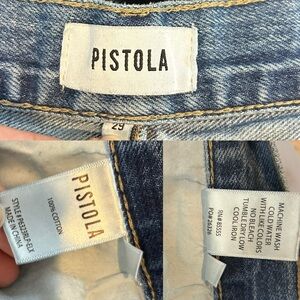 PISTOLA
29
PISTOLA
100% COTTON
MADE IN CHINA
MACHINE WASH
COLD WATER
WITH LIKE COLORS
NO BLEACH
TUMBLE DRY LOW
COOL IRON